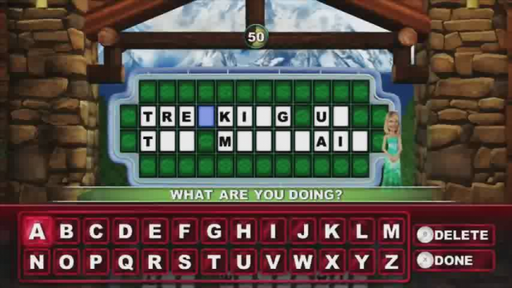 50
TRE KI G U
T M AI
WHAT ARE YOU DOING?
A B C D E F G H I J K L M
DELETE
N O P Q R S T U V W X Y Z
DONE